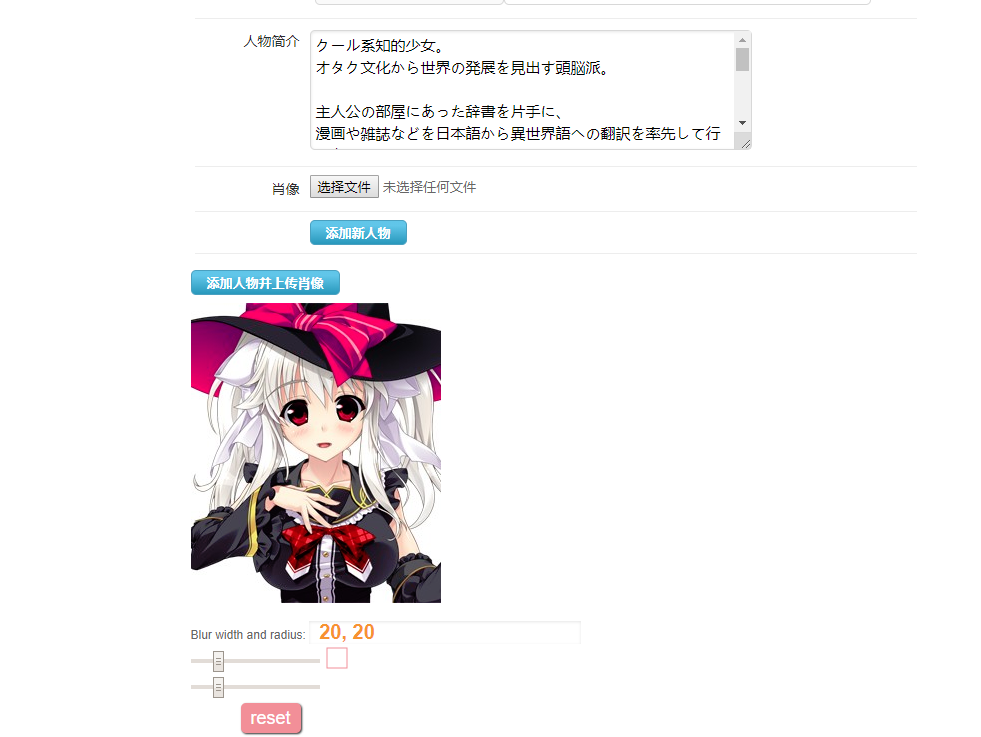 人物简介
クール系知的少女。
オタク文化から世界の発展を見出す頭脳派。
主人公の部屋にあった辞書を片手に、
漫画や雑誌などを日本語から異世界語への翻訳を率先して行
肖像 选择文件 未选择任何文件
添加新人物
添加人物并上传肖像
Blur width and radius: 20, 20
reset